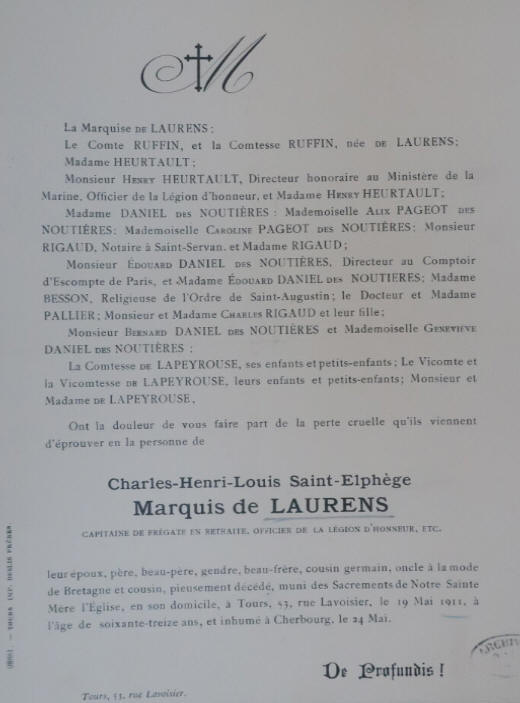 M
La Marquise DE LAURENS;
Le Comte RUFFIN, et la Comtesse RUFFIN, née DE LAURENS;
Madame HEURTAULT;
Monsieur HENRY HEURTAULT, Directeur honoraire au Ministère de la
Marine, Officier de la Légion d'honneur, et Madame HENRY HEURTAULT;
Madame DANIEL DES NOUTIÈRES: Mademoiselle ALIX PAGEOT DES
NOUTIÈRES: Mademoiselle CAROLINE PAGEOT DES NOUTIÈRES: Monsieur
RIGAUD, Notaire à Saint-Servan, et Madame RIGAUD;
Monsieur ÉDOUARD DANIEL DES NOUTIÈRES, Directeur au Comptoir
d'Escompte de Paris, et Madame ÉDOUARD DANIEL DES NOUTIERES; Madame
BESSON, Religieuse de l'Ordre de Saint-Augustin; le Docteur et Madame
PALLIER; Monsieur et Madame CHARLES RIGAUD et leur fille;
Monsieur BERNARD DANIEL DES NOUTIÈRES et Mademoiselle GENEVIÈVE
DANIEL DES NOUTIÈRES;
La Comtesse DE LAPEYROUSE, ses enfants et petits-enfants; Le Vicomte et
la Vicomtesse DE LAPEYROUSE, leurs enfants et petits-enfants; Monsieur et
Madame DE LAPEYROUSE,
Ont la douleur de vous faire part de la perte cruelle qu'ils viennent
d'éprouver en la personne de
Charles-Henri-Louis Saint-Elphège
Marquis de LAURENS
CAPITAINE DE FRÉGATE EN RETRAITE, OFFICIER DE LA LÉGION D'HONNEUR, ETC.
leur époux, père, beau-père, gendre, beau-frère, cousin germain, oncle à la mode
de Bretagne et cousin, pieusement décédé, muni des Sacrements de Notre Sainte
Mère l'Église, en son domicile, à Tours, 53, rue Lavoisier, le 19 Mai 1911, à
l'âge de soixante-treize ans, et inhumé à Cherbourg, le 24 Mai.
De Profundis!
Tours, 53, rue Lavoisier.
TOURS IMP. DESLIS FRÈRES